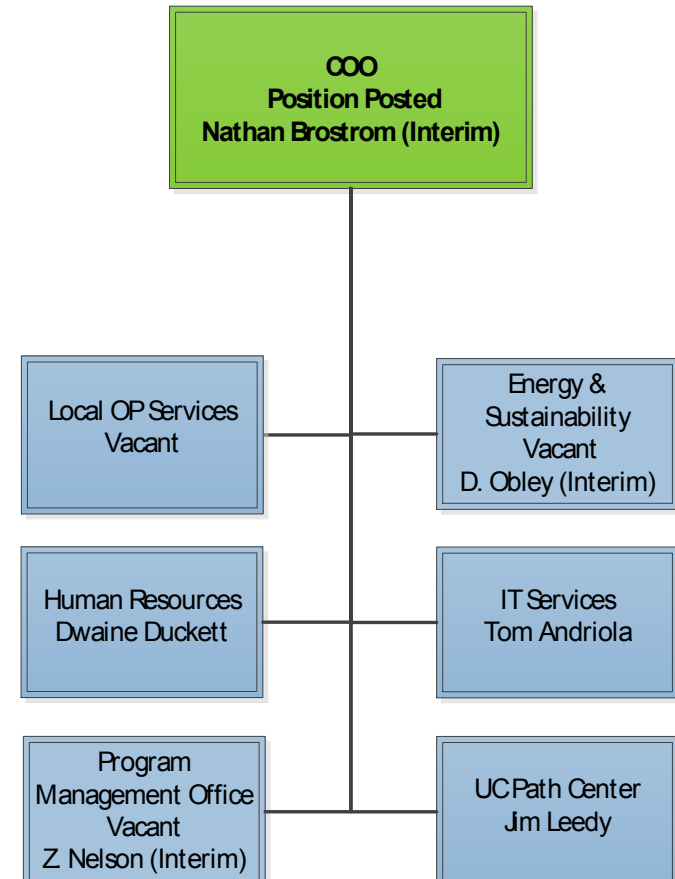 COO
Position Posted
Nathan Brostrom (Interim)
Local OP Services
Vacant
Energy &
Sustainability
Vacant
D. Obley (Interim)
Human Resources
Dwaine Duckett
IT Services
Tom Andriola
Program
Management Office
Vacant
Z. Nelson (Interim)
UCPath Center
Jim Leedy